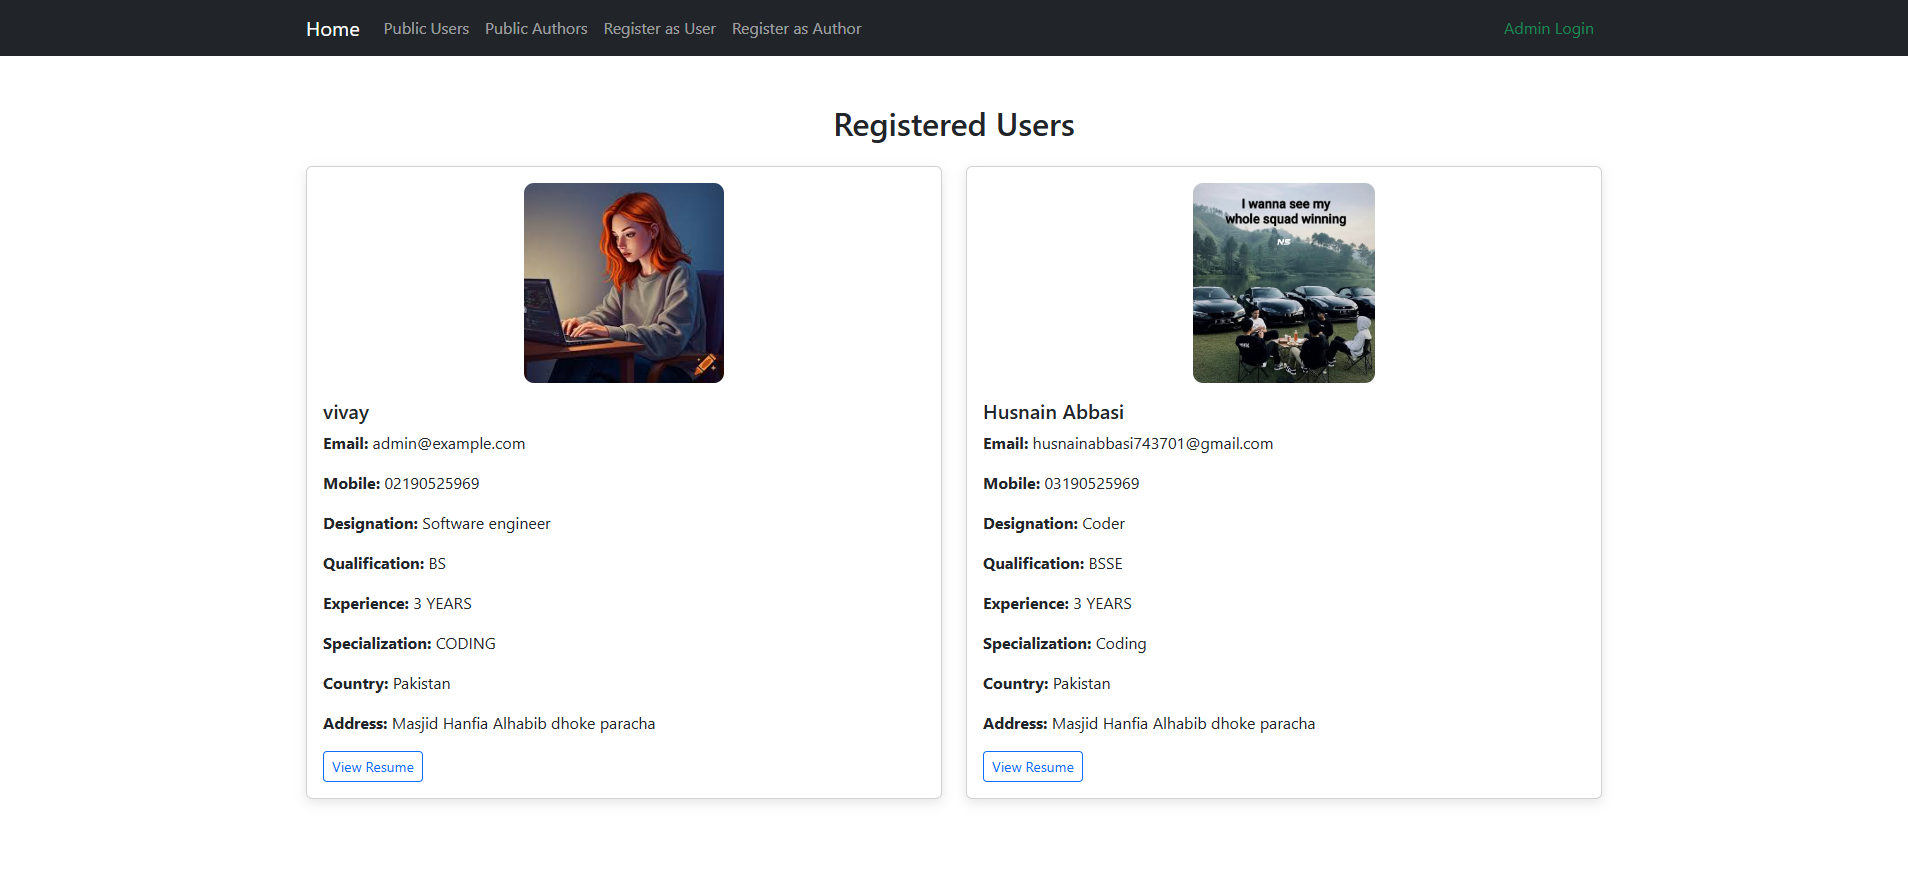 Home Public Users Public Authors Register as User Register as Author Admin Login
Registered Users
vivay
Email: admin@example.com
Mobile: 02190525969
Designation: Software engineer
Qualification: BS
Experience: 3 YEARS
Specialization: CODING
Country: Pakistan
Address: Masjid Hanfia Alhabib dhoke paracha
View Resume
I wanna see my
whole squad winning
NS
Husnain Abbasi
Email: husnainabbasi743701@gmail.com
Mobile: 03190525969
Designation: Coder
Qualification: BSSE
Experience: 3 YEARS
Specialization: Coding
Country: Pakistan
Address: Masjid Hanfia Alhabib dhoke paracha
View Resume